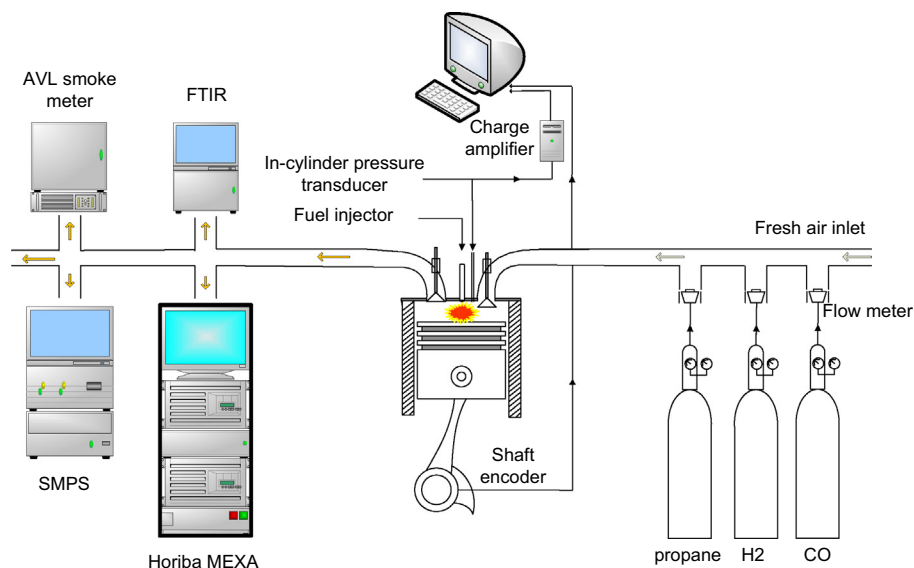 AVL smoke
meter
FTIR
Charge
amplifier
In-cylinder pressure
transducer
Fuel injector
Fresh air inlet
Flow meter
Shaft
encoder
SMPS
Horiba MEXA
propane
H2
CO